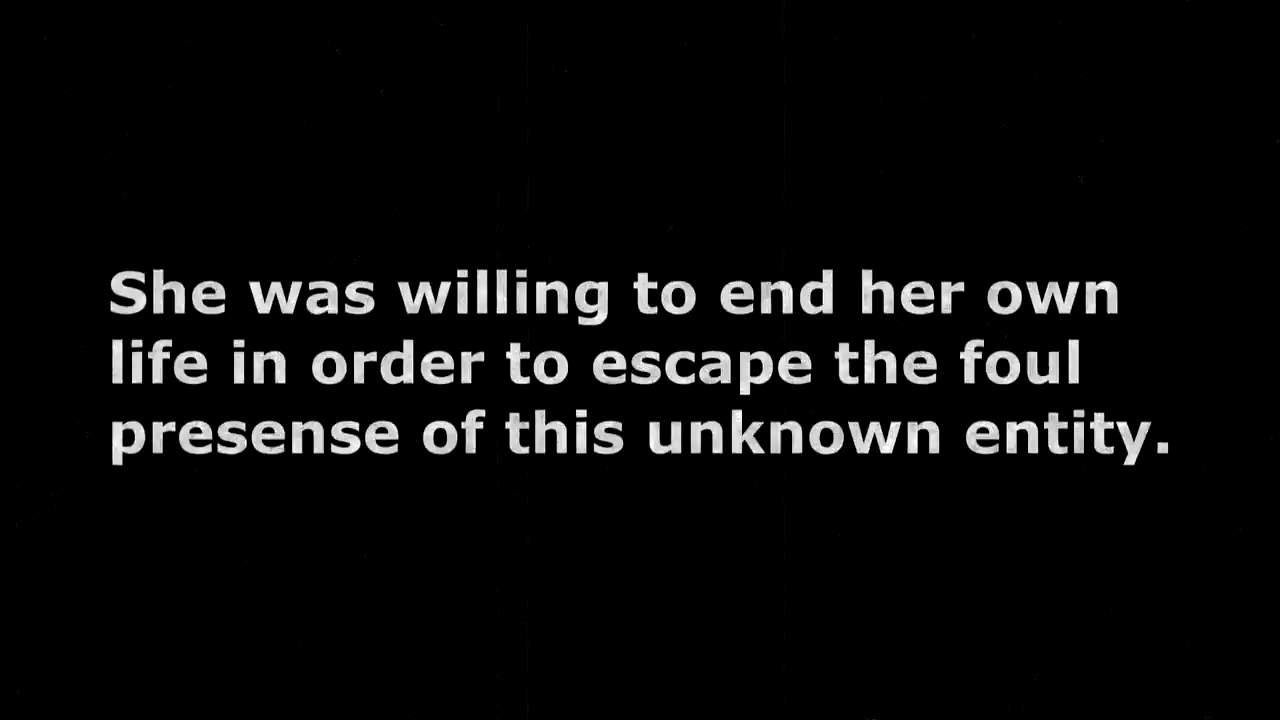 She was willing to end her own
life in order to escape the foul
presense of this unknown entity.